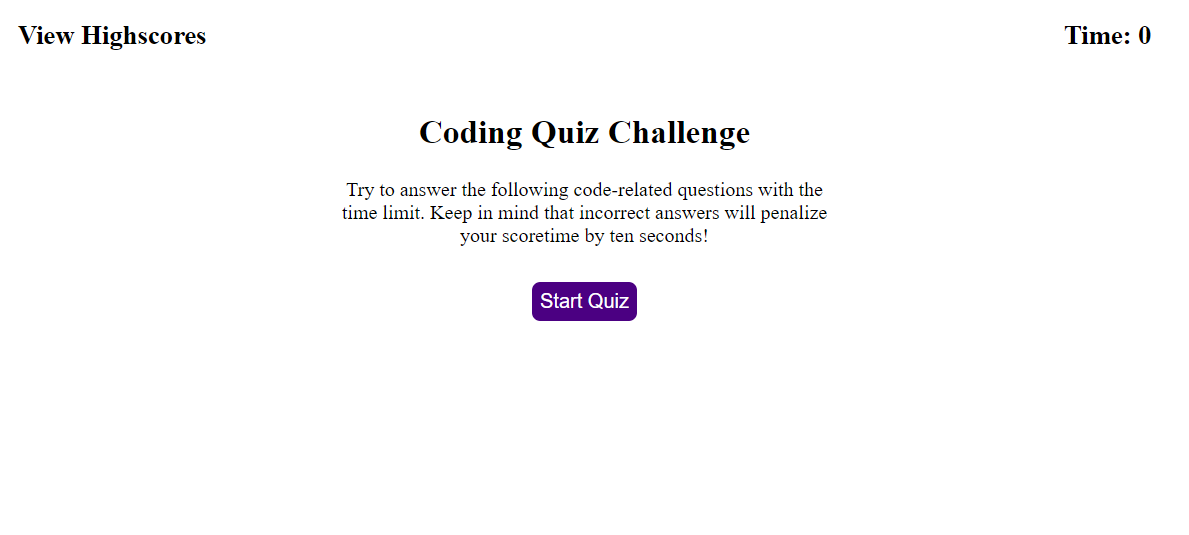 View Highscores
Time: 0
Coding Quiz Challenge
Try to answer the following code-related questions with the
time limit. Keep in mind that incorrect answers will penalize
your scoretime by ten seconds!
Start Quiz